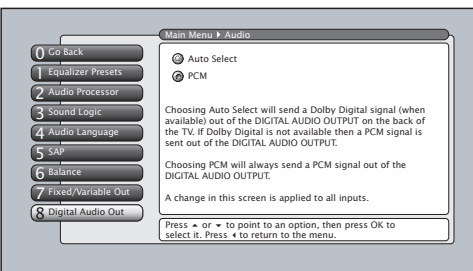 Main Menu ▸ Audio
0 Go Back
1 Equalizer Presets
2 Audio Processor
3 Sound Logic
4 Audio Language
5 SAP
6 Balance
7 Fixed/Variable Out
8 Digital Audio Out
Auto Select
PCM
Choosing Auto Select will send a Dolby Digital signal (when
available) out of the DIGITAL AUDIO OUTPUT on the back of
the TV. If Dolby Digital is not available then a PCM signal is
sent out of the DIGITAL AUDIO OUTPUT.
Choosing PCM will always send a PCM signal out of the
DIGITAL AUDIO OUTPUT.
A change in this screen is applied to all inputs.
Press ▴ or ▾ to point to an option, then press OK to
select it. Press ◂ to return to the menu.